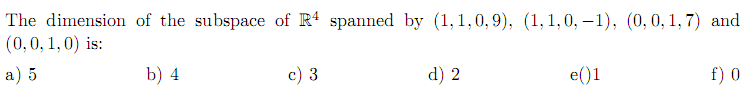 The dimension of the subspace of ℝ⁴ spanned by (1, 1, 0, 9), (1, 1, 0, −1), (0, 0, 1, 7) and
(0, 0, 1, 0) is:
a) 5 b) 4 c) 3 d) 2 e()1 f) 0